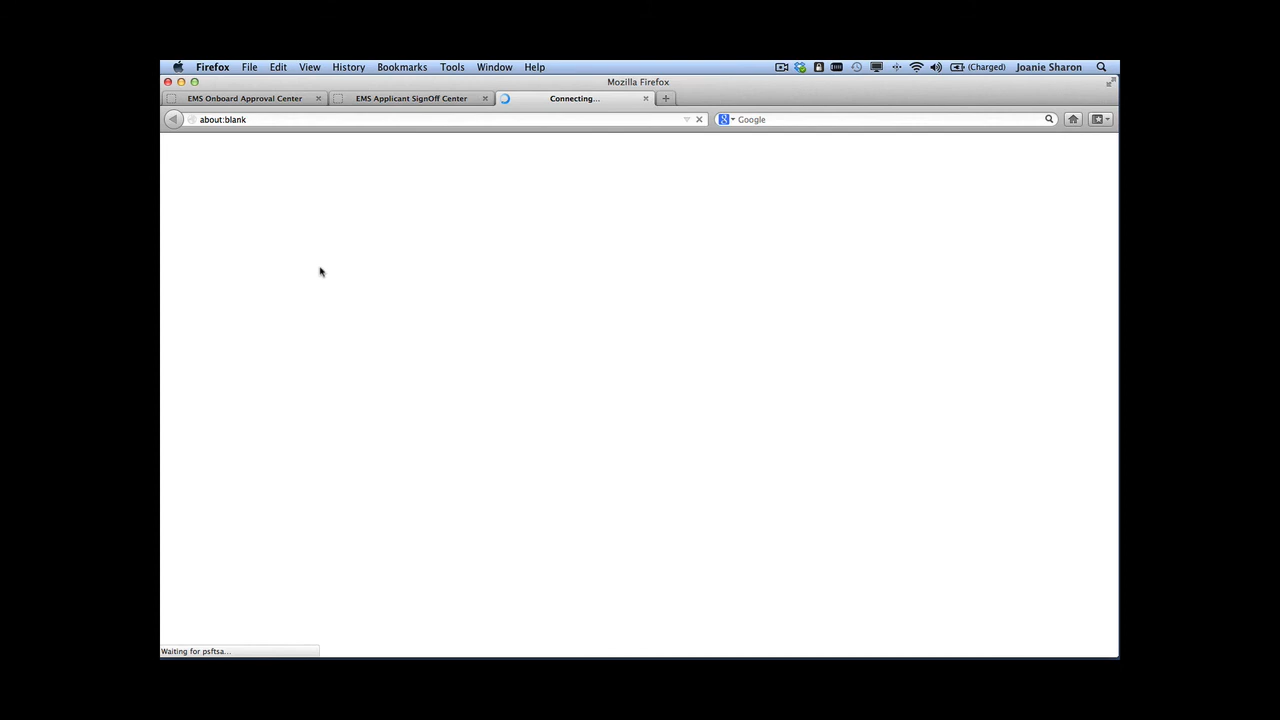 Firefox File Edit View History Bookmarks Tools Window Help (Charged) Joanie Sharon
Mozilla Firefox
EMS Onboard Approval Center EMS Applicant SignOff Center Connecting...
about:blank Google
Waiting for psftsa...